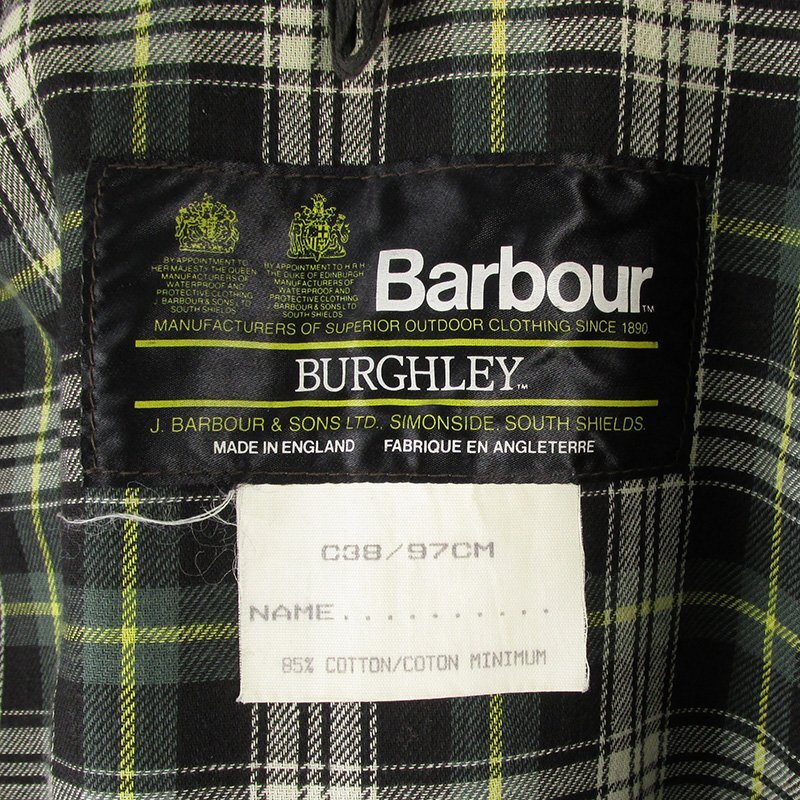 BY APPOINTMENT TO
HER MAJESTY THE QUEEN
MANUFACTURERS OF
WATERPROOF AND
PROTECTIVE CLOTHING
J. BARBOUR & SONS LTD
SOUTH SHIELDS
BY APPOINTMENT TO H R H
THE DUKE OF EDINBURGH
MANUFACTURERS OF
WATERPROOF AND
PROTECTIVE CLOTHING
J. BARBOUR & SONS LTD
SOUTH SHIELDS
Barbour™
MANUFACTURERS OF SUPERIOR OUTDOOR CLOTHING SINCE 1890
BURGHLEY™
J. BARBOUR & SONS LTD., SIMONSIDE, SOUTH SHIELDS.
MADE IN ENGLAND FABRIQUE EN ANGLETERRE
C38/97CM
NAME...........
85% COTTON/COTON MINIMUM